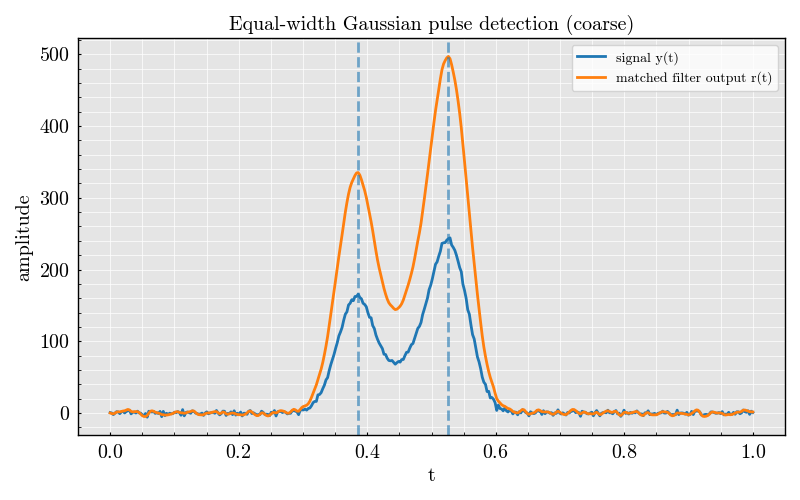 Equal-width Gaussian pulse detection (coarse)
signal y(t)
matched filter output r(t)
500
400
300
200
100
0
amplitude
0.0 0.2 0.4 0.6 0.8 1.0
t